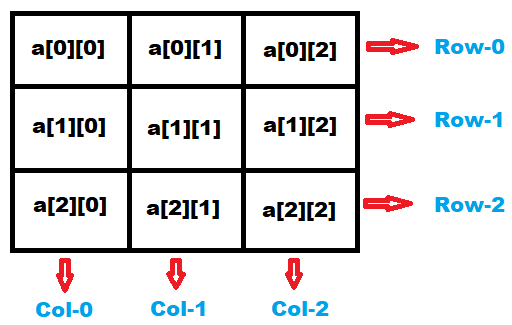 a[0][0] a[0][1] a[0][2] Row-0
a[1][0] a[1][1] a[1][2] Row-1
a[2][0] a[2][1] a[2][2] Row-2
Col-0 Col-1 Col-2